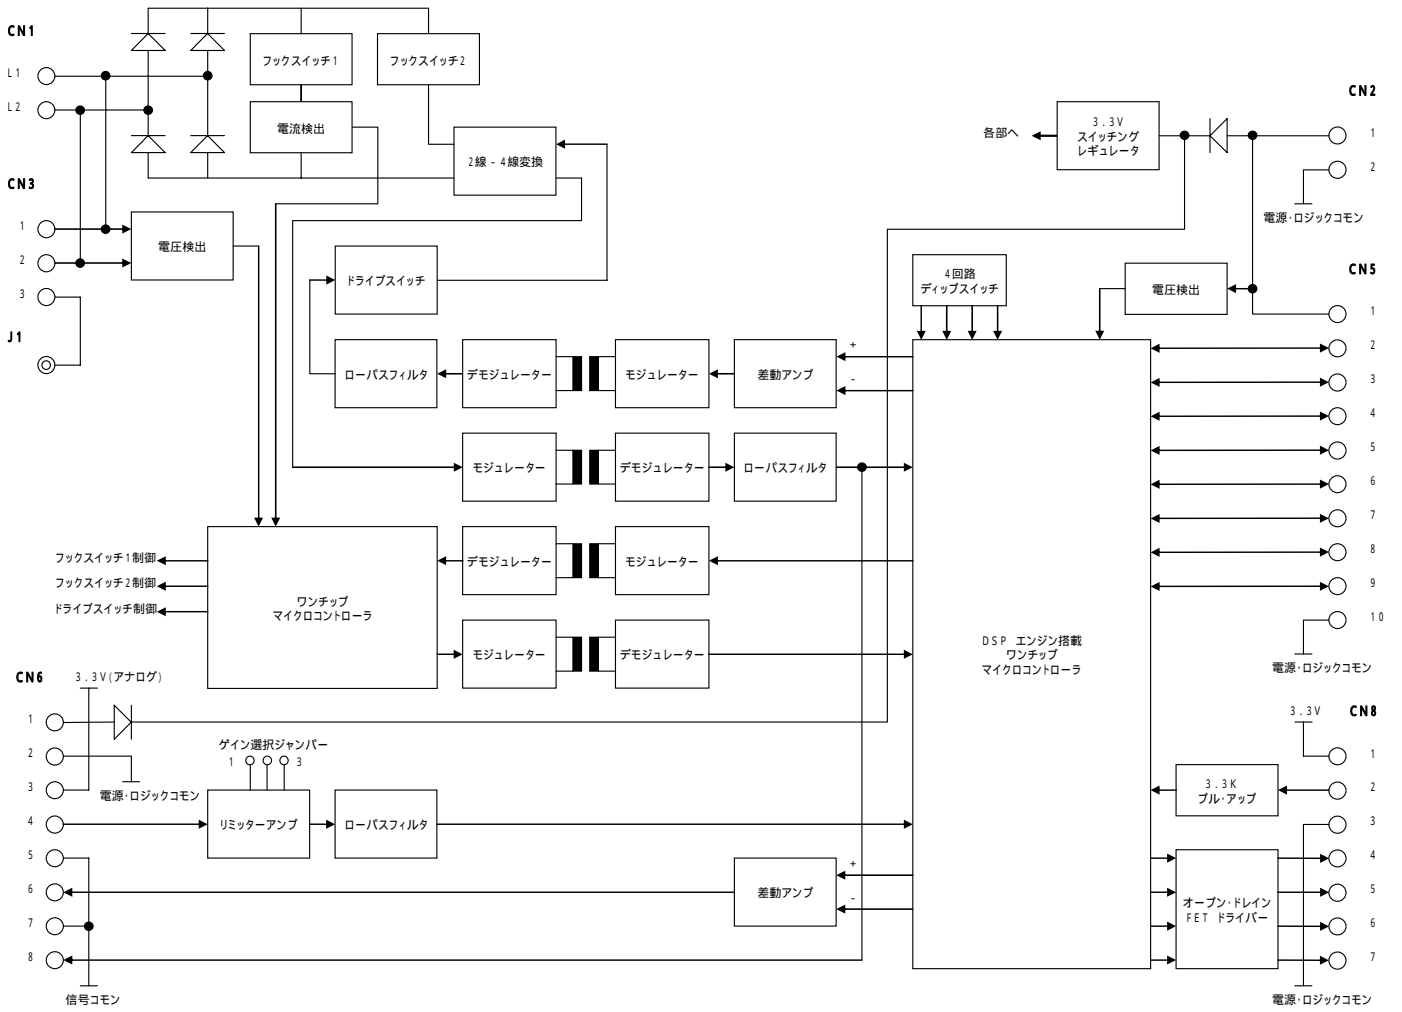 CN1
L1
L2
フックスイッチ1
フックスイッチ2
電流検出
2線 - 4線変換
CN2
各部へ
3.3V
スイッチング
レギュレータ
1
2
電源・ロジックコモン
CN3
1
2
3
電圧検出
J1
ドライブスイッチ
4回路
ディップスイッチ
電圧検出
CN5
1
2
3
4
5
6
7
8
9
10
電源・ロジックコモン
ローパスフィルタ
デモジュレーター
モジュレーター
差動アンプ
+
-
モジュレーター
デモジュレーター
ローパスフィルタ
フックスイッチ1制御
フックスイッチ2制御
ドライブスイッチ制御
ワンチップ
マイクロコントローラ
デモジュレーター
モジュレーター
モジュレーター
デモジュレーター
DSP エンジン搭載
ワンチップ
マイクロコントローラ
CN6
3.3V(アナログ)
1
2
3
4
5
6
7
8
電源・ロジックコモン
ゲイン選択ジャンパー
1
3
リミッターアンプ
ローパスフィルタ
差動アンプ
+
-
信号コモン
3.3V
CN8
1
2
3
4
5
6
7
3.3K
プル・アップ
オープン・ドレイン
FET ドライバー
電源・ロジックコモン